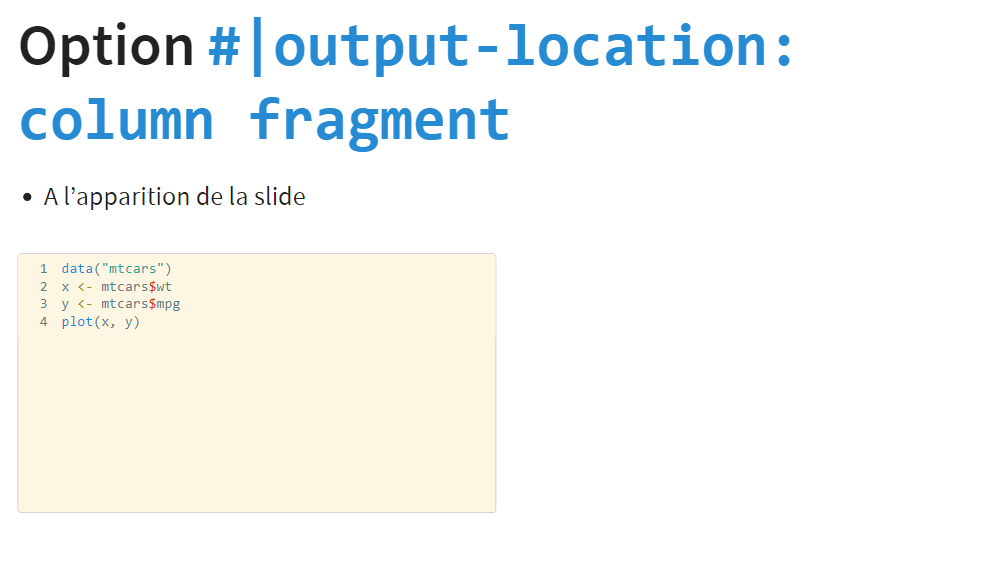 Option #|output-location:
column fragment
• A l’apparition de la slide
1 data("mtcars")
2 x <- mtcars$wt
3 y <- mtcars$mpg
4 plot(x, y)